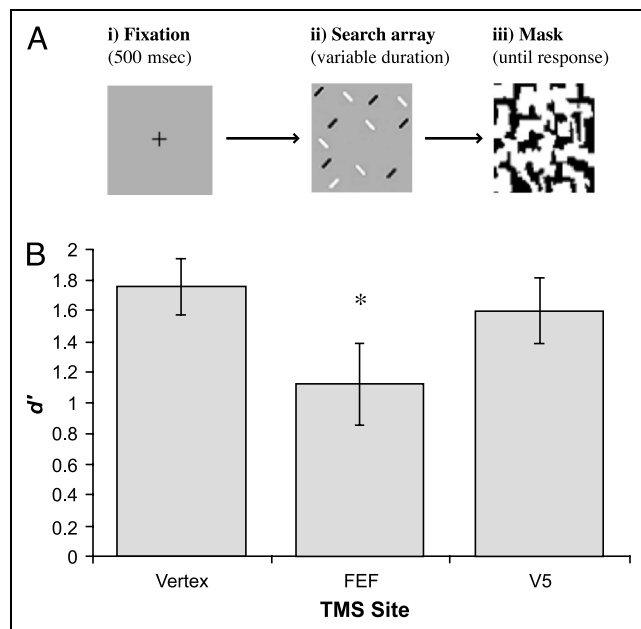 A
i) Fixation
(500 msec)
ii) Search array
(variable duration)
iii) Mask
(until response)
B
2
1.8
1.6
1.4
1.2
1
0.8
0.6
0.4
0.2
0
d'
*
Vertex
FEF
V5
TMS Site